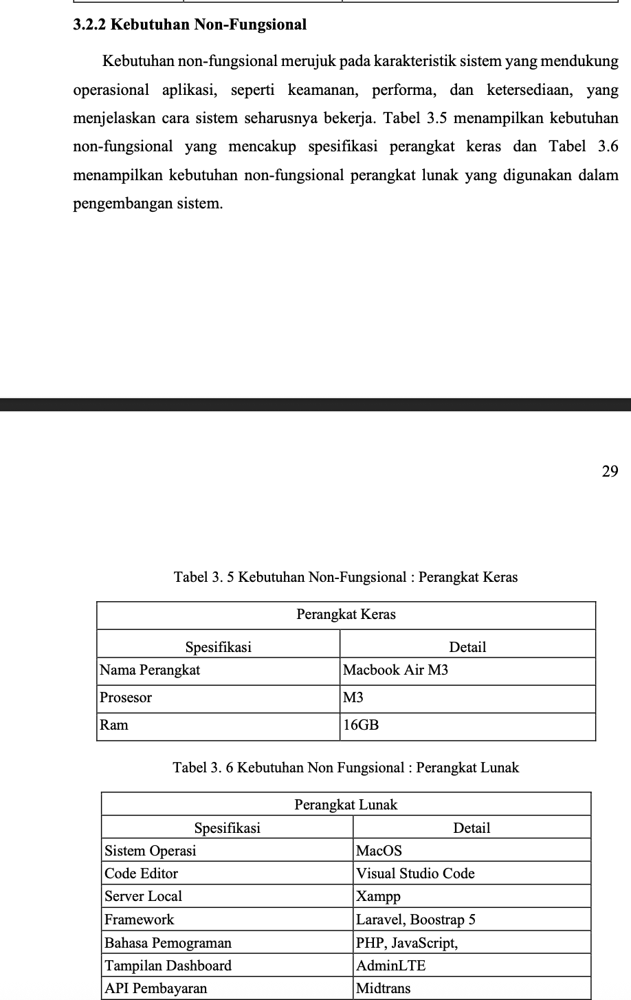 3.2.2 Kebutuhan Non-Fungsional
Kebutuhan non-fungsional merujuk pada karakteristik sistem yang mendukung
operasional aplikasi, seperti keamanan, performa, dan ketersediaan, yang
menjelaskan cara sistem seharusnya bekerja. Tabel 3.5 menampilkan kebutuhan
non-fungsional yang mencakup spesifikasi perangkat keras dan Tabel 3.6
menampilkan kebutuhan non-fungsional perangkat lunak yang digunakan dalam
pengembangan sistem.
29
Tabel 3. 5 Kebutuhan Non-Fungsional : Perangkat Keras
Perangkat Keras
Spesifikasi Detail
Nama Perangkat Macbook Air M3
Prosesor M3
Ram 16GB
Tabel 3. 6 Kebutuhan Non Fungsional : Perangkat Lunak
Perangkat Lunak
Spesifikasi Detail
Sistem Operasi MacOS
Code Editor Visual Studio Code
Server Local Xampp
Framework Laravel, Boostrap 5
Bahasa Pemograman PHP, JavaScript,
Tampilan Dashboard AdminLTE
API Pembayaran Midtrans